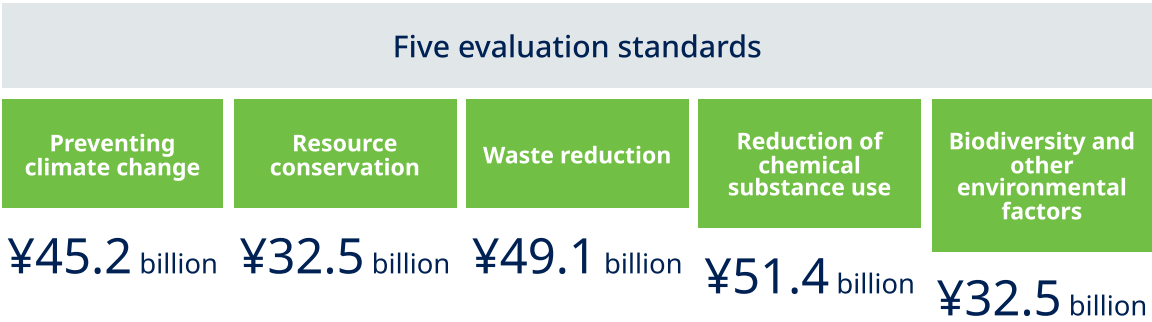 Five evaluation standards
Preventing
climate change
¥45.2 billion
Resource
conservation
¥32.5 billion
Waste reduction
¥49.1 billion
Reduction of
chemical
substance use
¥51.4 billion
Biodiversity and
other
environmental
factors
¥32.5 billion